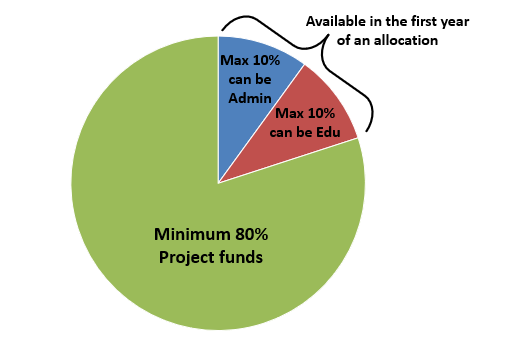 Available in the first year
of an allocation
Max 10%
can be
Admin
Max 10%
can be Edu
Minimum 80%
Project funds